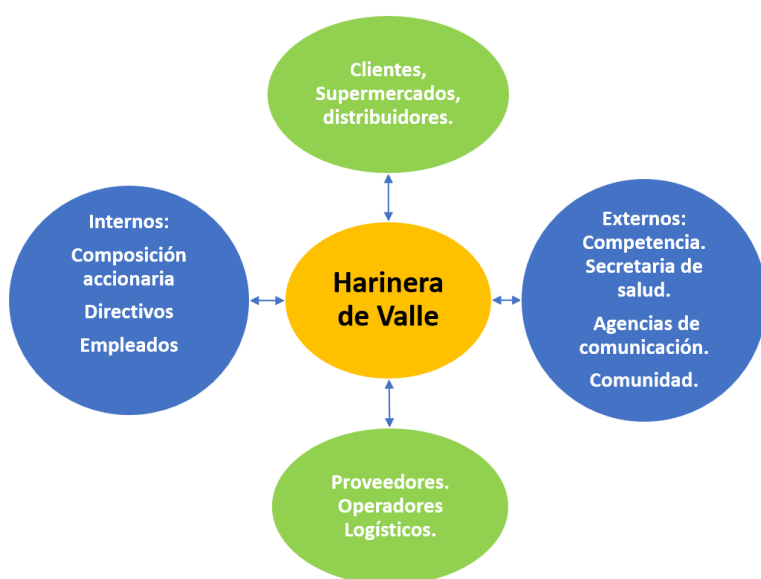 Clientes,
Supermercados,
distribuidores.
Internos:
Composición
accionaria
Directivos
Empleados
Harinera
de Valle
Externos:
Competencia.
Secretaria de
salud.
Agencias de
comunicación.
Comunidad.
Proveedores.
Operadores
Logísticos.